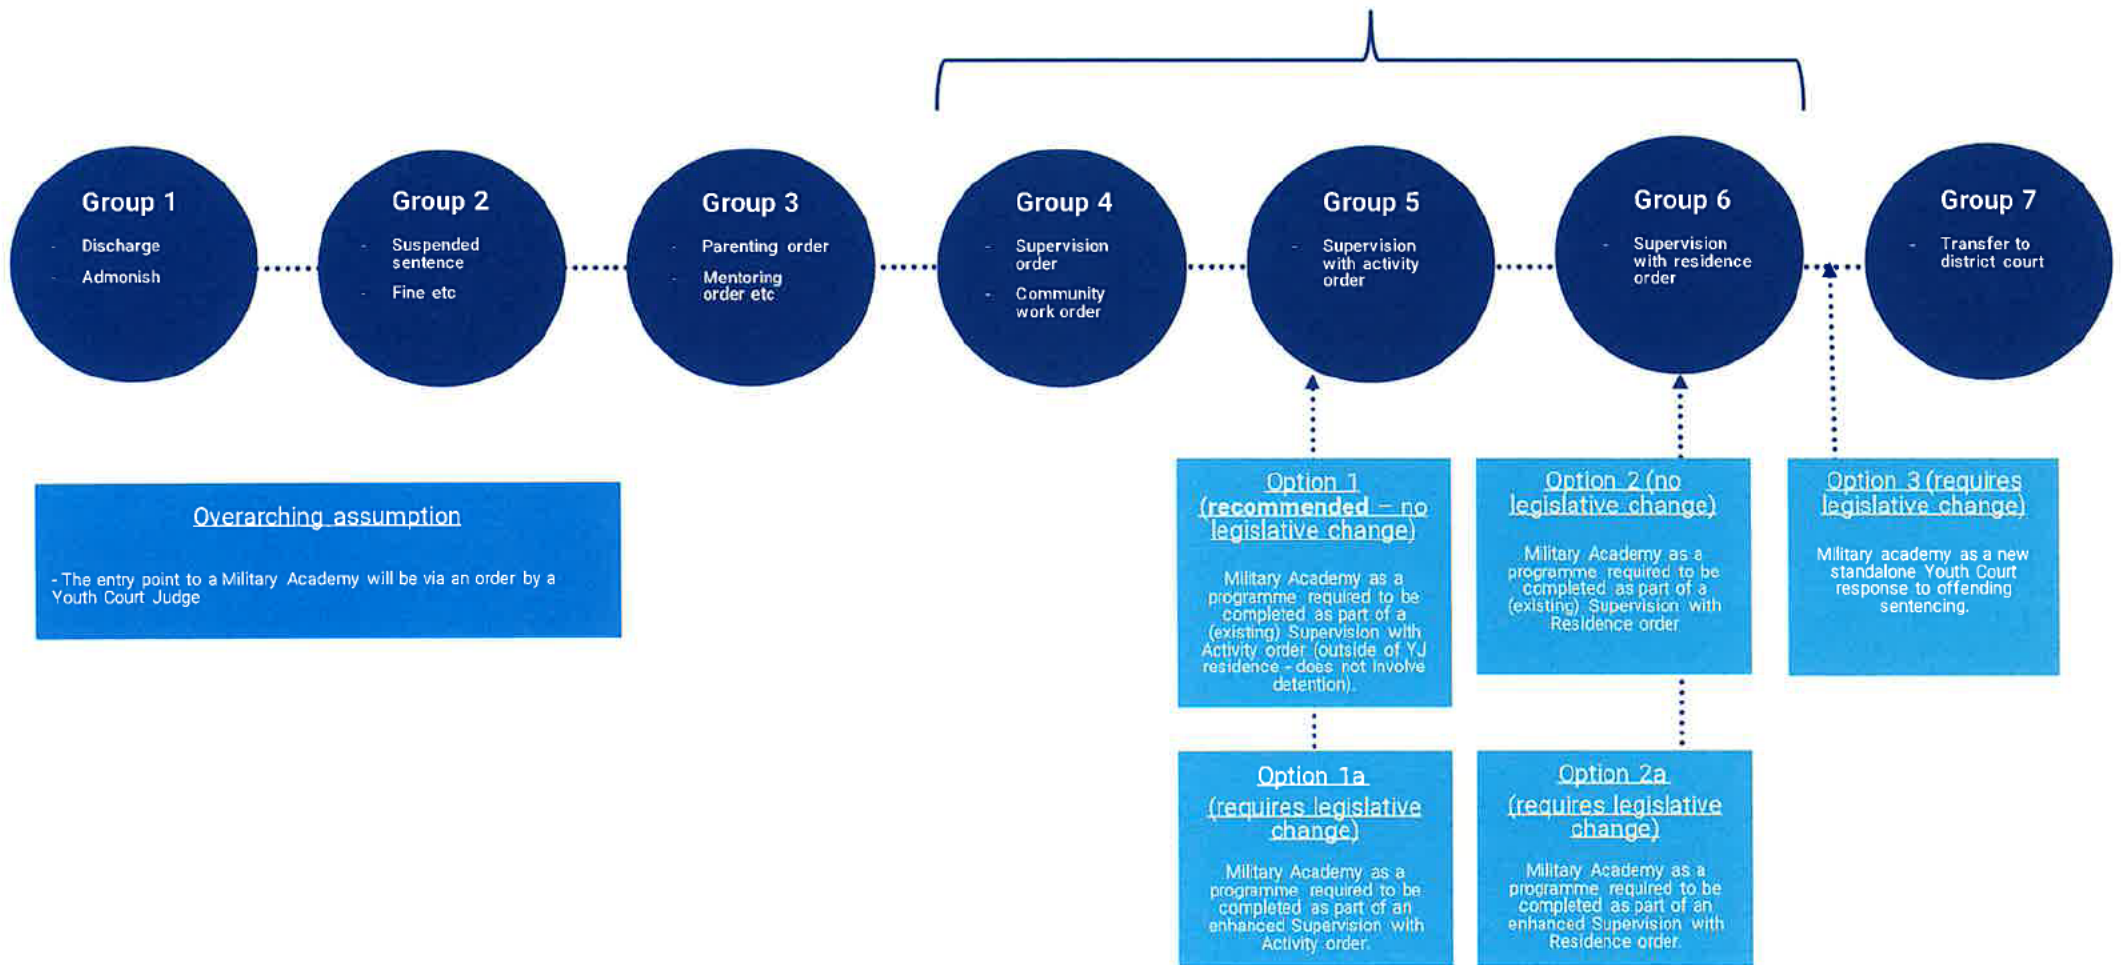 Group 1
- Discharge
- Admonish
Group 2
- Suspended
sentence
- Fine etc
Group 3
- Parenting order
- Mentoring
order etc
Group 4
- Supervision
order
- Community
work order
Group 5
- Supervision
with activity
order
Group 6
- Supervision
with residence
order
Group 7
- Transfer to
district court
Overarching assumption
- The entry point to a Military Academy will be via an order by a
Youth Court Judge
Option 1
(recommended – no
legislative change)
Military Academy as a
programme required to be
completed as part of a
(existing) Supervision with
Activity order (outside of YJ
residence - does not involve
detention).
Option 2 (no
legislative change)
Military Academy as a
programme required to be
completed as part of a
(existing) Supervision with
Residence order
Option 3 (requires
legislative change)
Military academy as a new
standalone Youth Court
response to offending
sentencing.
Option 1a
(requires legislative
change)
Military Academy as a
programme required to be
completed as part of an
enhanced Supervision with
Activity order.
Option 2a
(requires legislative
change)
Military Academy as a
programme required to be
completed as part of an
enhanced Supervision with
Residence order.